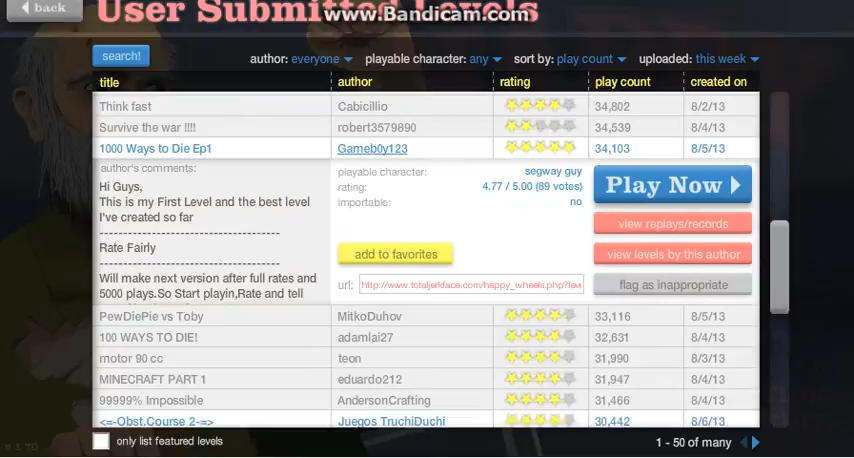 back
User Submitted Levels
www.Bandicam.com
search!
author: everyone playable character: any sort by: play count uploaded: this week
title author rating play count created on
Think fast Cabicillio 34,802 8/2/13
Survive the war !!!! robert3579890 34,539 8/4/13
1000 Ways to Die Ep1 Gameb0y123 34,103 8/5/13
author's comments:
Hi Guys,
This is my First Level and the best level
I've created so far
------------------------------------
Rate Fairly
------------------------------------
Will make next version after full rates and
5000 plays.So Start playin,Rate and tell
playable character: segway guy
rating: 4.77 / 5.00 (89 votes)
importable: no
add to favorites
url: http://www.totaljerkface.com/happy_wheels.php?lev
Play Now
view replays/records
view levels by this author
flag as inappropriate
PewDiePie vs Toby MitkoDuhov 33,116 8/5/13
100 WAYS TO DIE! adamlai27 32,631 8/4/13
motor 90 cc teon 31,990 8/3/13
MINECRAFT PART 1 eduardo212 31,947 8/4/13
99999% Impossible AndersonCrafting 31,466 8/4/13
<=-Obst.Course 2-=> Juegos TruchiDuchi 30,442 8/6/13
only list featured levels
1 - 50 of many
v 1.70